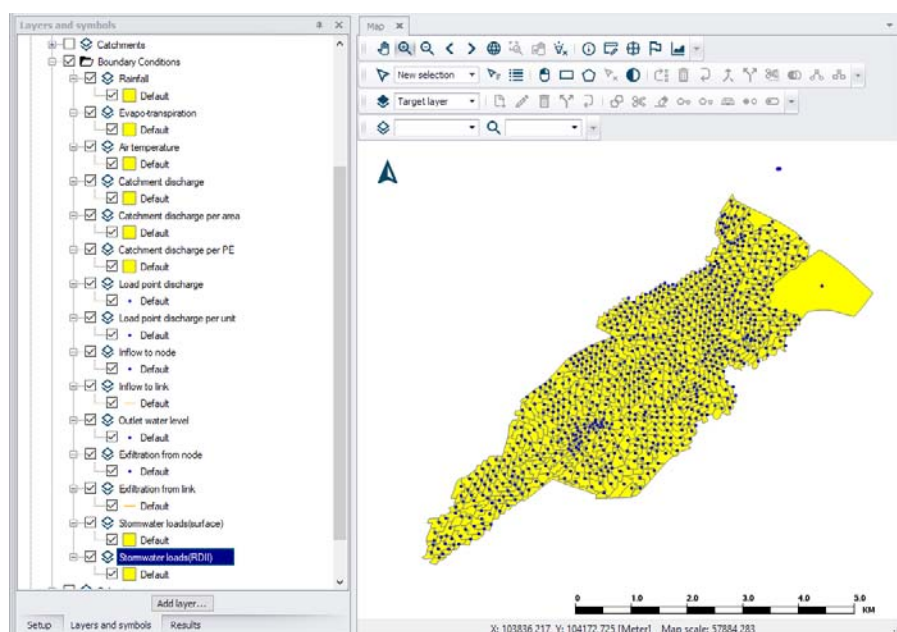 Layers and symbols
Catchments
Boundary Conditions
Rainfall
Default
Evapo-transpiration
Default
Air temperature
Default
Catchment discharge
Default
Catchment discharge per area
Default
Catchment discharge per PE
Default
Load point discharge
Default
Load point discharge per unit
Default
Inflow to node
Default
Inflow to link
Default
Outlet water level
Default
Exfiltration from node
Default
Exfiltration from link
Default
Stormwater loads(surface)
Default
Stormwater loads(RDII)
Default
Add layer...
Setup Layers and symbols Results
Map
New selection
Target layer
0 1.0 2.0 3.0 4.0 5.0
KM
X: 103836.217, Y: 104172.725 [Meter] Map scale: 57884.283